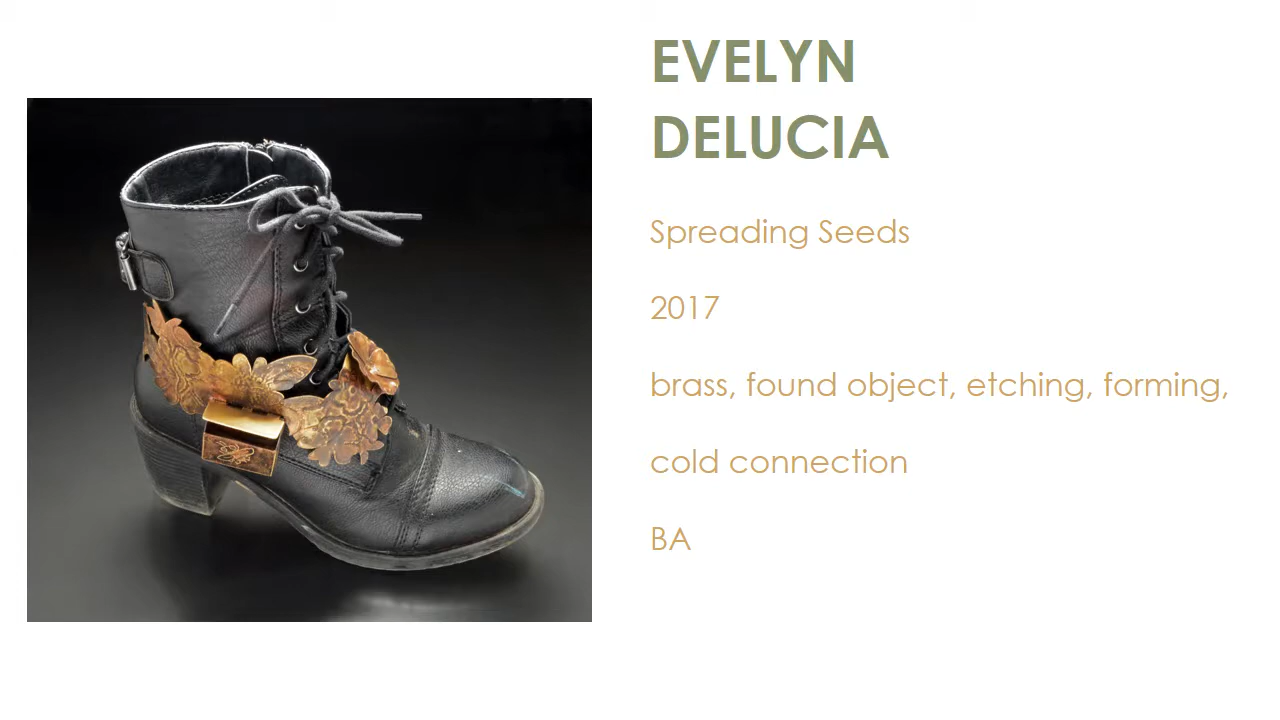 EVELYN
DELUCIA
Spreading Seeds
2017
brass, found object, etching, forming,
cold connection
BA